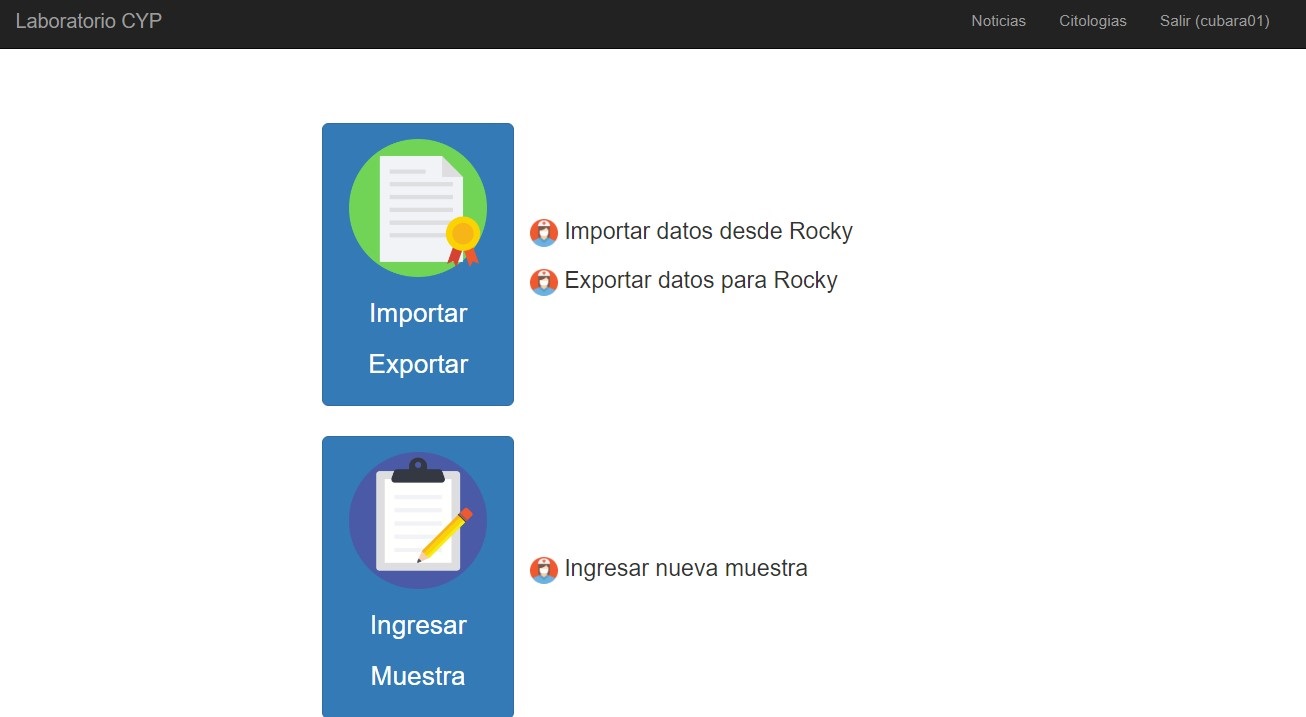 Laboratorio CYP
Noticias
Citologias
Salir (cubara01)
Importar
Exportar
Importar datos desde Rocky
Exportar datos para Rocky
Ingresar
Muestra
Ingresar nueva muestra